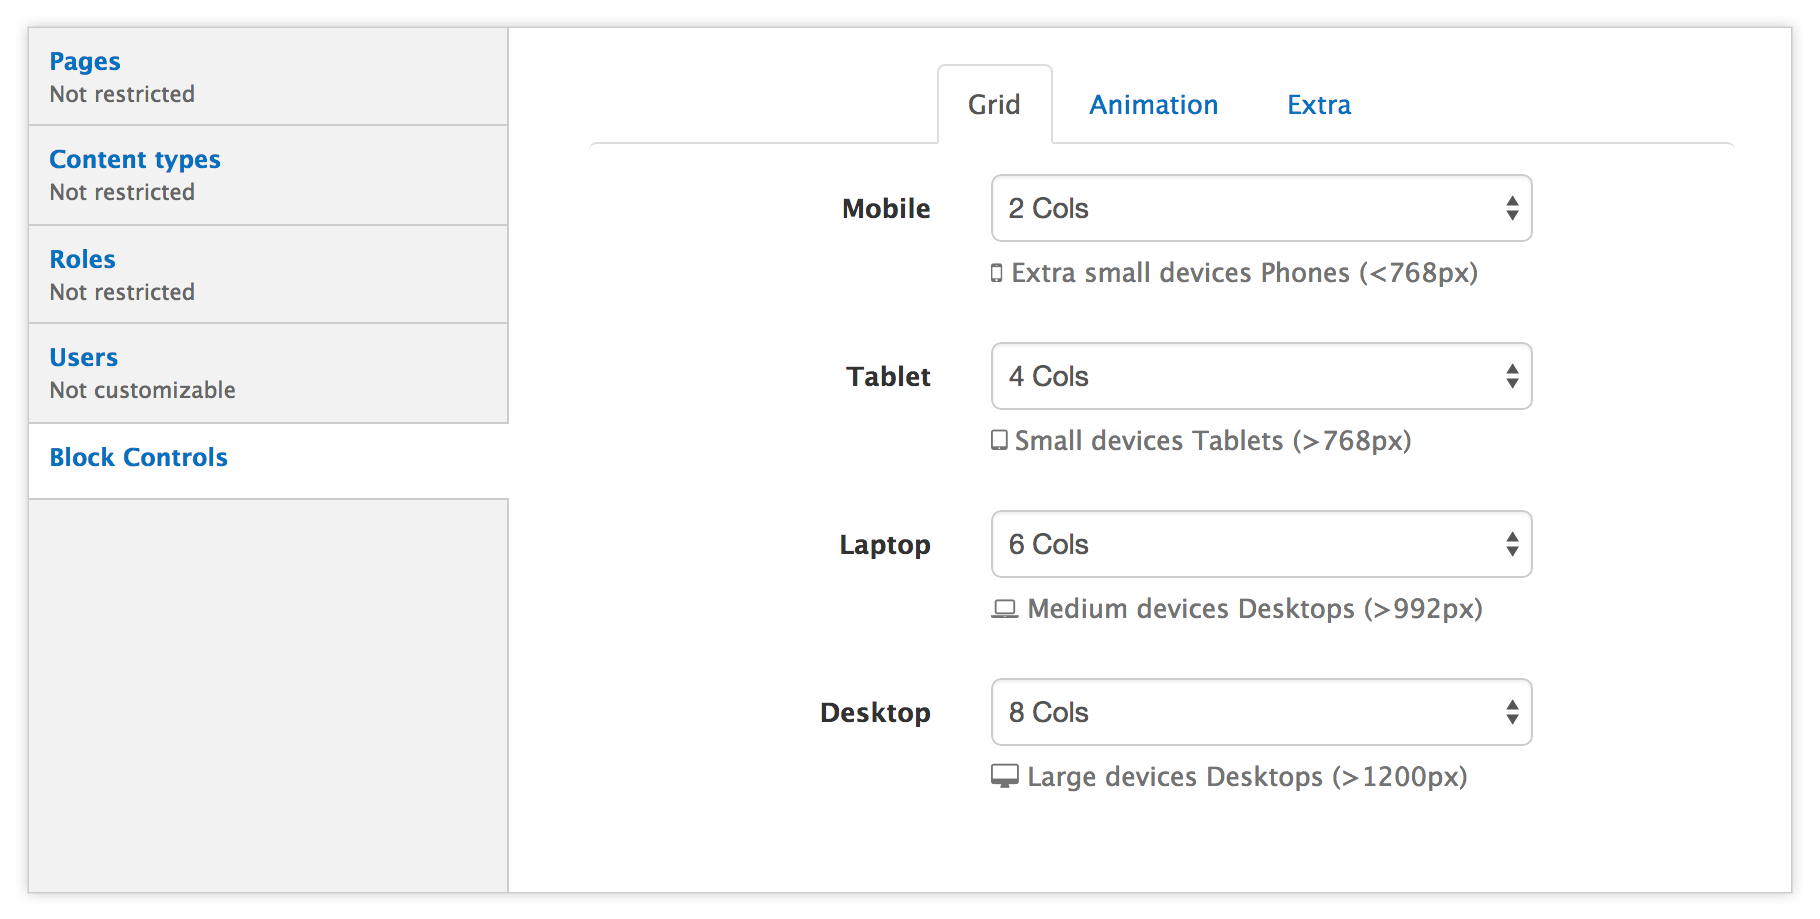 Pages
Not restricted
Content types
Not restricted
Roles
Not restricted
Users
Not customizable
Block Controls
Grid Animation Extra
Mobile 2 Cols
Extra small devices Phones (<768px)
Tablet 4 Cols
Small devices Tablets (>768px)
Laptop 6 Cols
Medium devices Desktops (>992px)
Desktop 8 Cols
Large devices Desktops (>1200px)